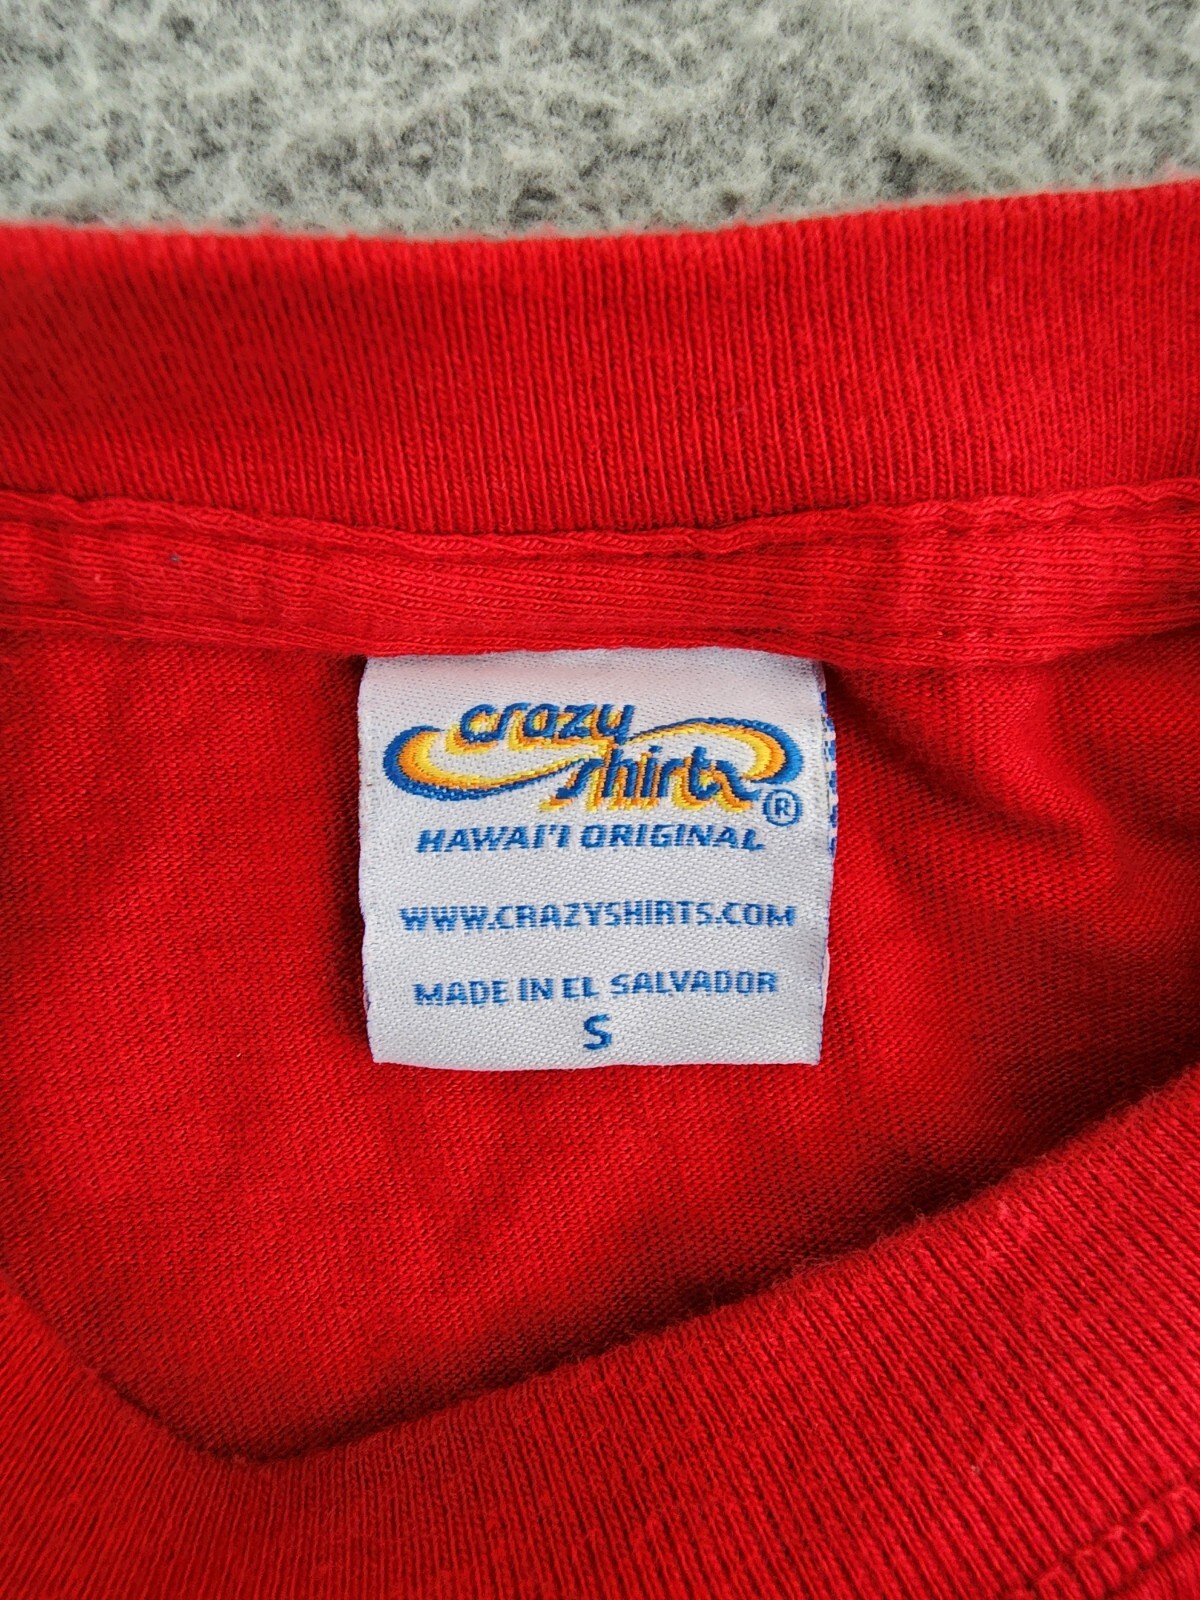 crazy
shirts®
HAWAI'I ORIGINAL
WWW.CRAZYSHIRTS.COM
MADE IN EL SALVADOR
S